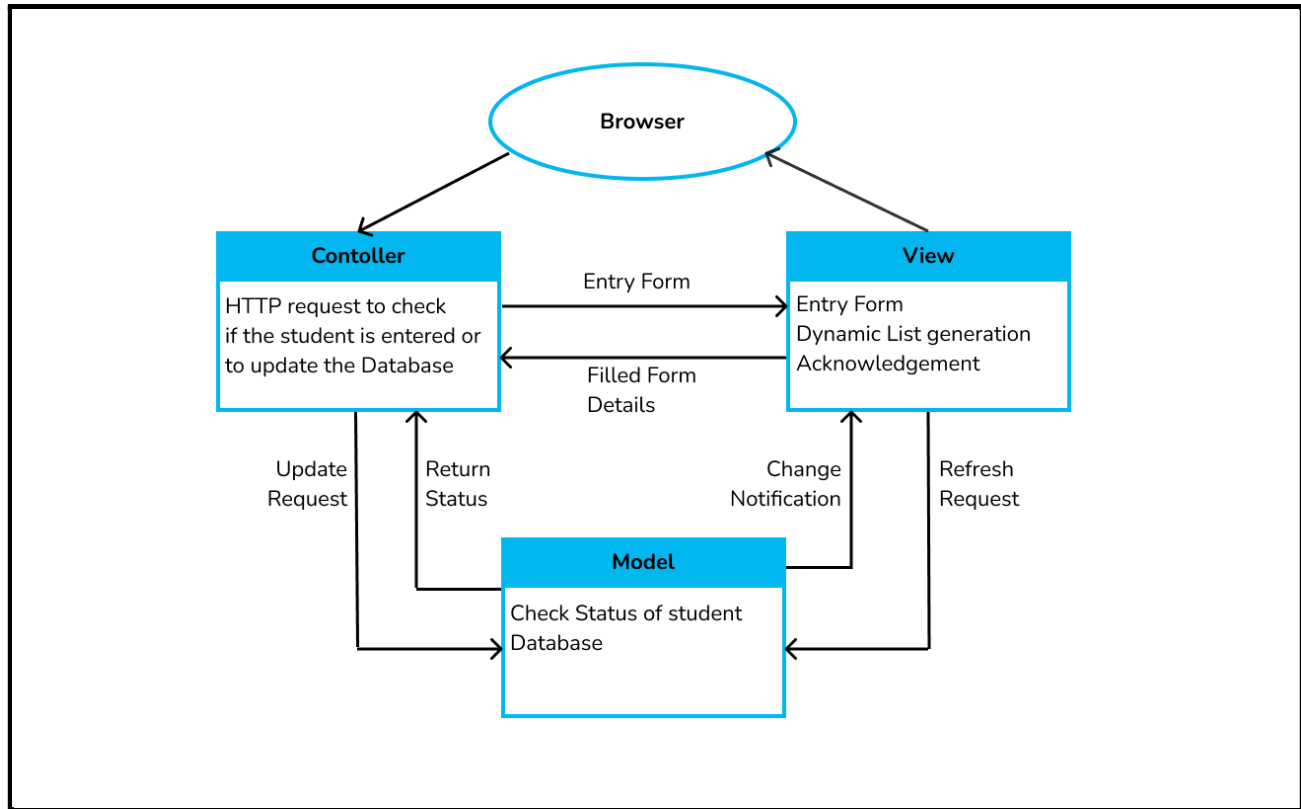 Browser
Contoller
HTTP request to check
if the student is entered or
to update the Database
Entry Form
Filled Form
Details
View
Entry Form
Dynamic List generation
Acknowledgement
Update
Request
Return
Status
Change
Notification
Refresh
Request
Model
Check Status of student
Database